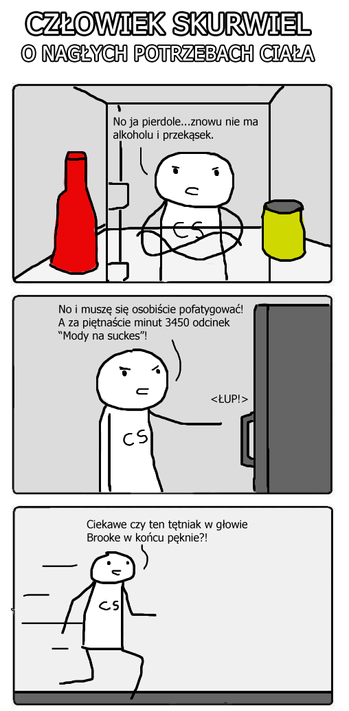 CZŁOWIEK SKURWIEL
O NAGŁYCH POTRZEBACH CIAŁA
No ja pierdole...znowu nie ma
alkoholu i przekąsek.
CS
No i muszę się osobiście pofatygować!
A za piętnaście minut 3450 odcinek
"Mody na suckes"!
<ŁUP!>
CS
Ciekawe czy ten tętniak w głowie
Brooke w końcu pęknie?!
CS